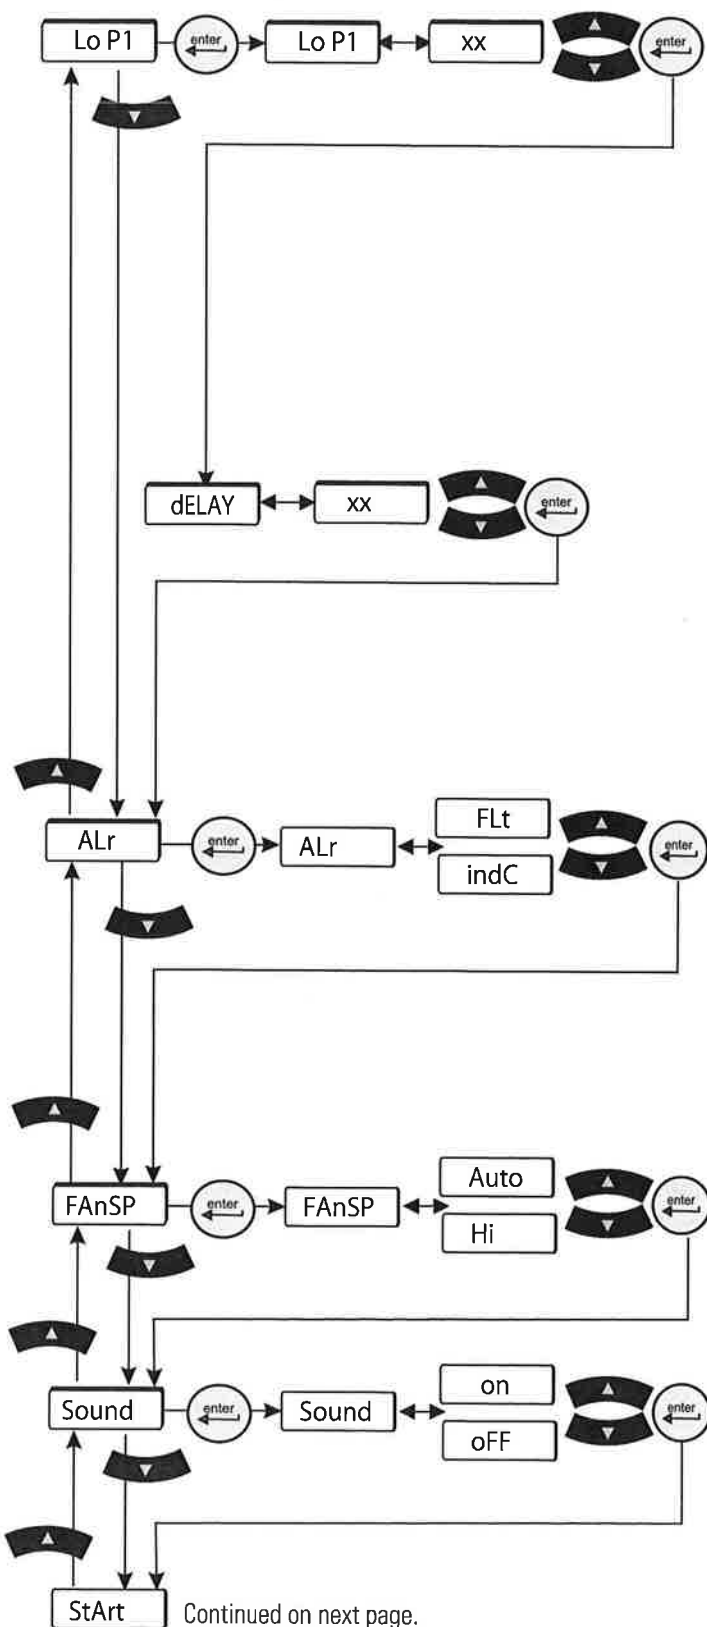 Lo P1 enter Lo P1 xx enter
dELAY xx enter
FLt
ALr enter ALr enter
indC
Auto
FAnSP enter FAnSP enter
Hi
on
Sound enter Sound enter
oFF
StArt Continued on next page.